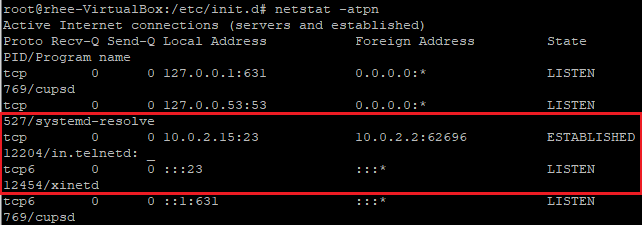 root@rhee-VirtualBox:/etc/init.d# netstat -atpn
Active Internet connections (servers and established)
Proto Recv-Q Send-Q Local Address           Foreign Address         State
PID/Program name
tcp        0      0 127.0.0.1:631           0.0.0.0:*               LISTEN
769/cupsd
tcp        0      0 127.0.0.53:53           0.0.0.0:*               LISTEN
527/systemd-resolve
tcp        0      0 10.0.2.15:23            10.0.2.2:62696          ESTABLISHED
12204/in.telnetd: _
tcp6       0      0 :::23                   :::*                    LISTEN
12454/xinetd
tcp6       0      0 ::1:631                 :::*                    LISTEN
769/cupsd